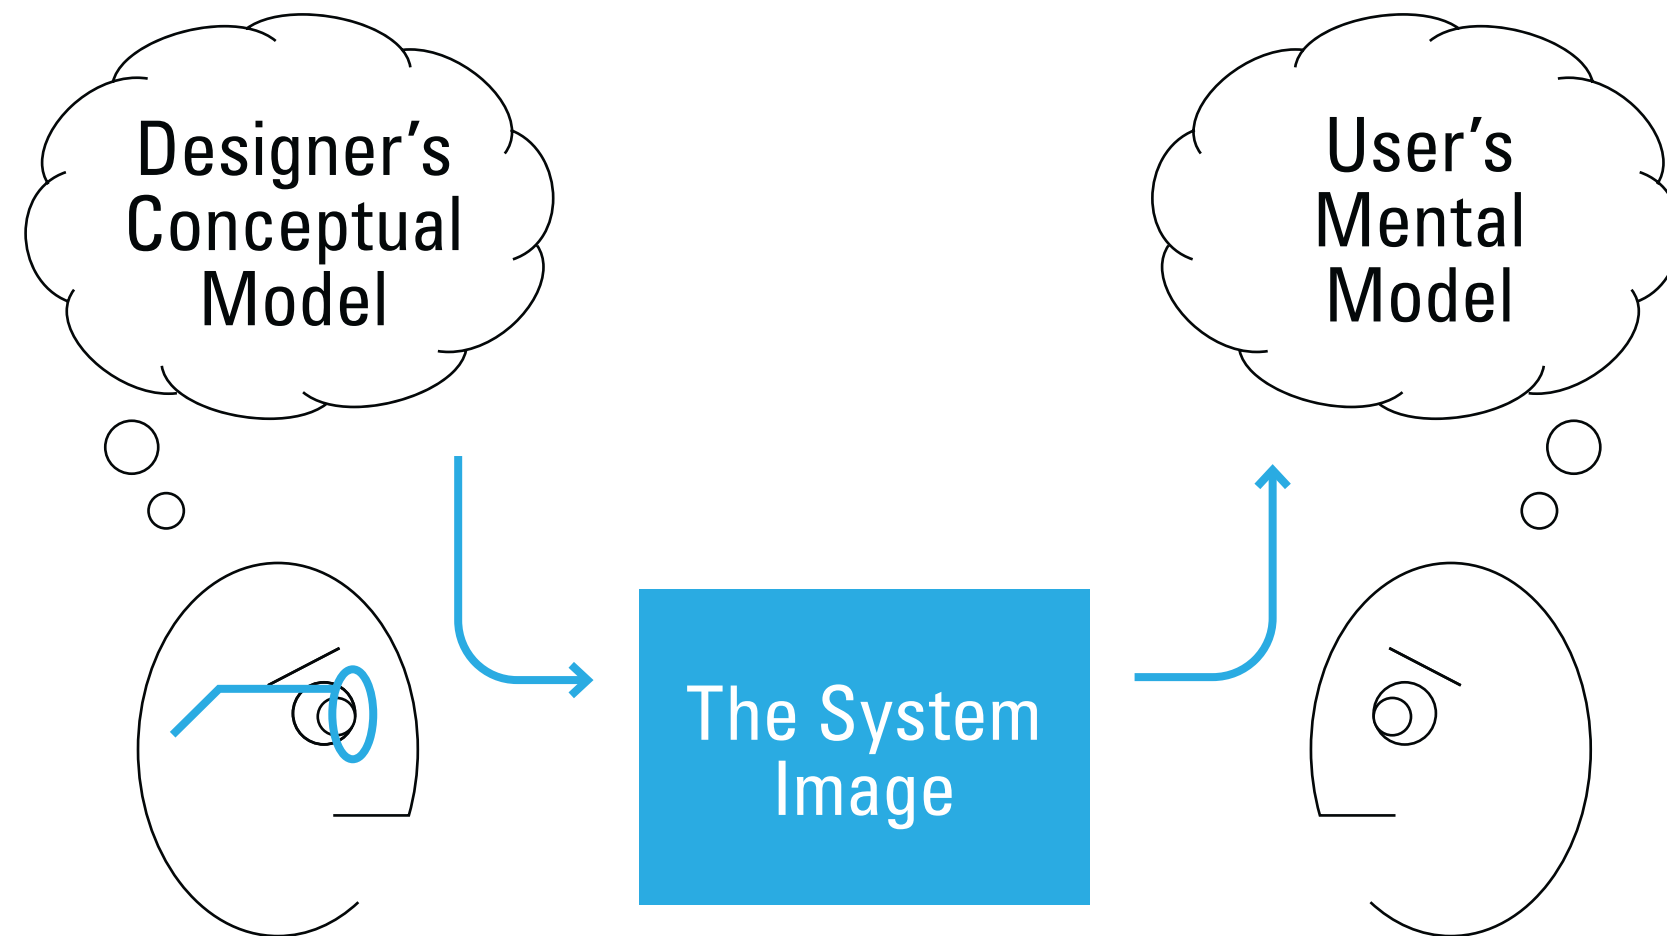 Designer’s
Conceptual
Model
User’s
Mental
Model
The System
Image